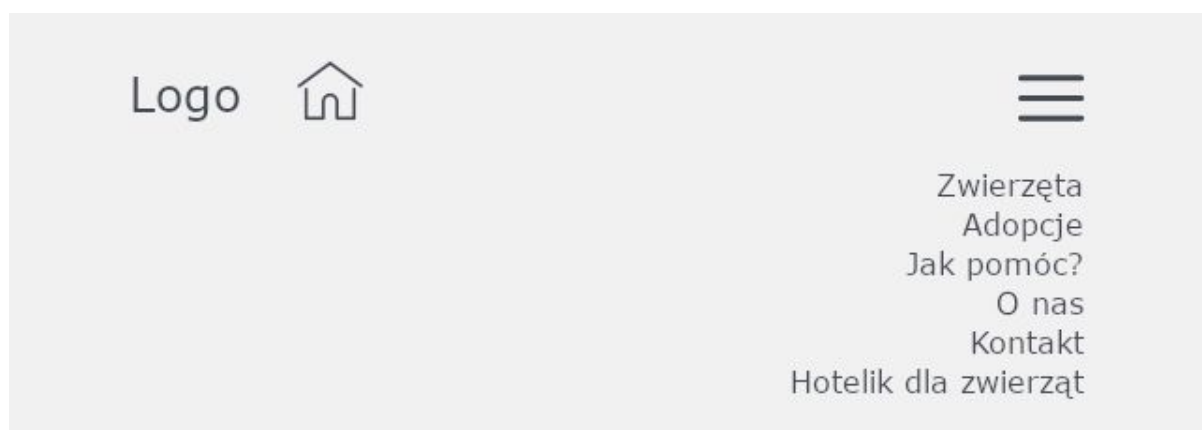 Logo
Zwierzęta
Adopcje
Jak pomóc?
O nas
Kontakt
Hotelik dla zwierząt